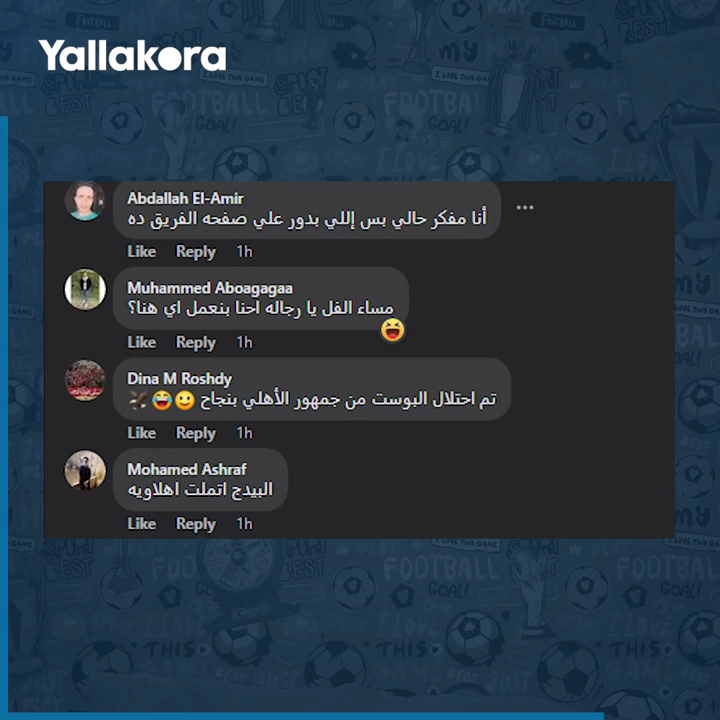 Yallakora
Abdallah El-Amir
أنا مفكر حالي بس إللي بدور علي صفحه الفريق ده
Like Reply 1h
Muhammed Aboagagaa
مساء الفل يا رجاله احنا بنعمل اي هنا؟
Like Reply 1h
Dina M Roshdy
تم احتلال البوست من جمهور الأهلي بنجاح 🙂😂🦅
Like Reply 1h
Mohamed Ashraf
البيدج اتملت اهلاويه
Like Reply 1h